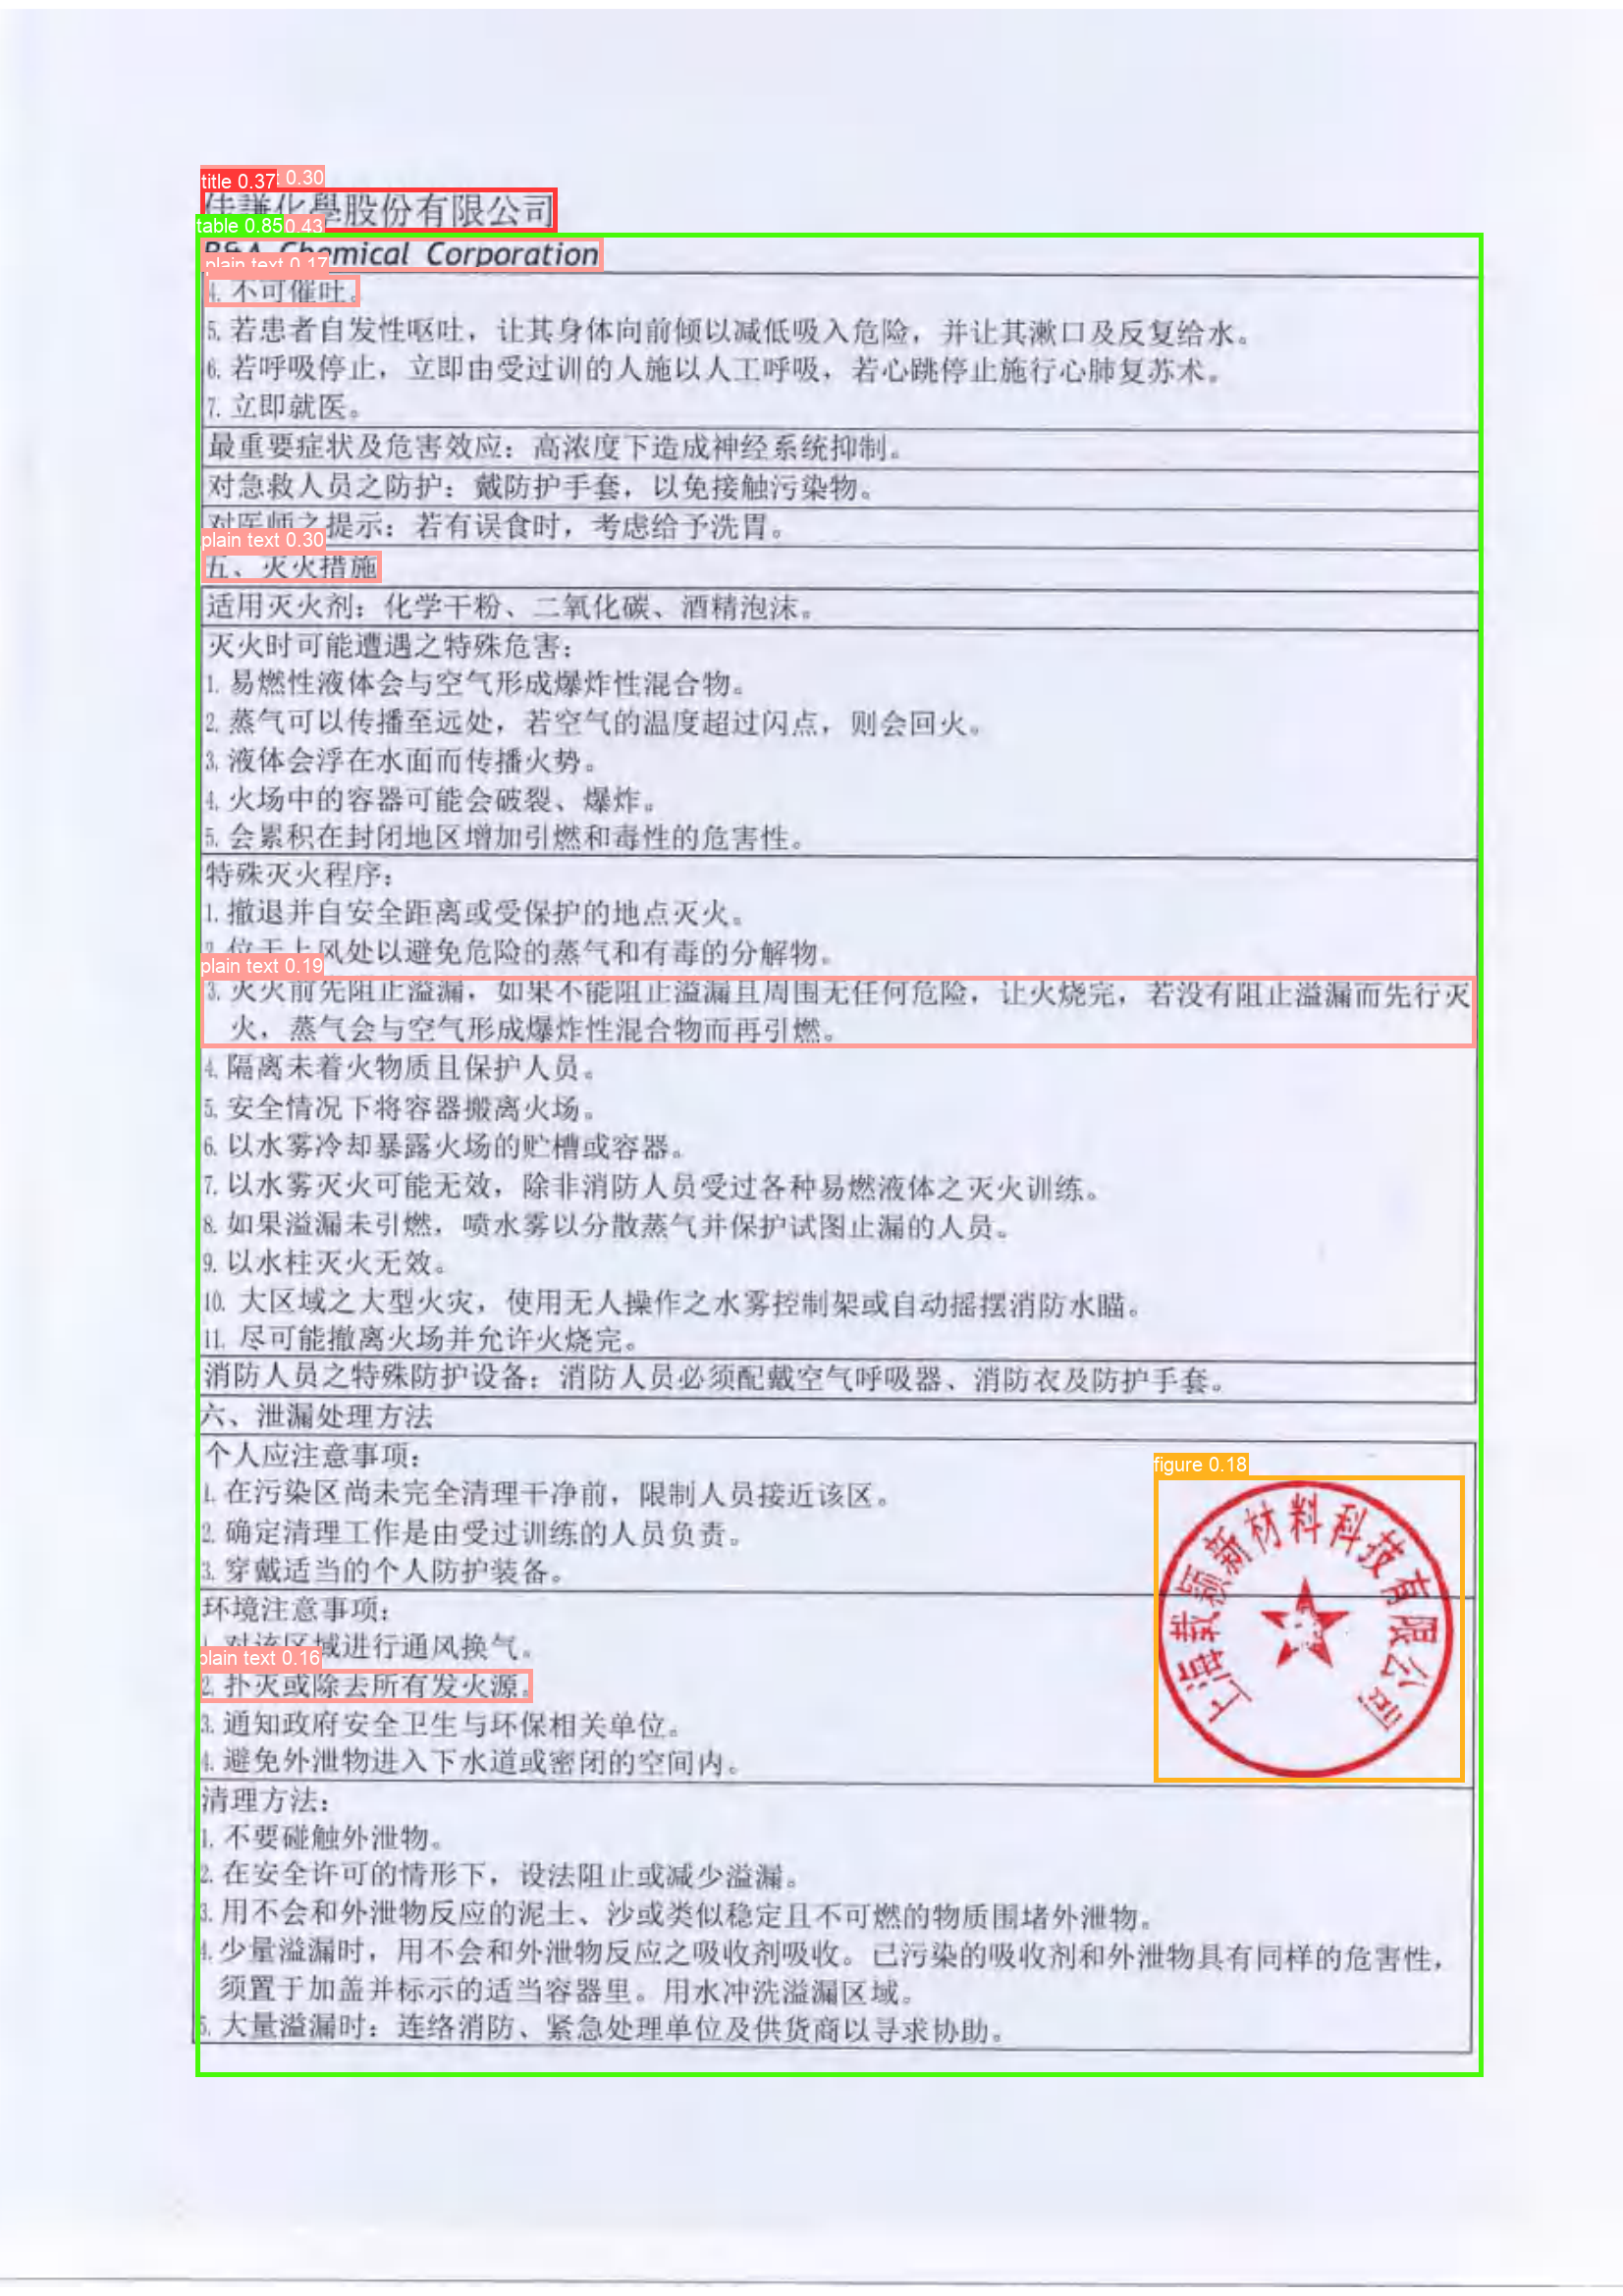 title 0.37 0.30
謙化學股份有限公司
table 0.85 0.43
Chemical Corporation
plain text 0.17
4. 不可催吐。
5. 若患者自发性呕吐，让其身体向前倾以减低吸入危险，并让其漱口及反复给水。
6. 若呼吸停止，立即由受过训的人施以人工呼吸，若心跳停止施行心肺复苏术。
7. 立即就医。
最重要症状及危害效应：高浓度下造成神经系统抑制。
对急救人员之防护：戴防护手套，以免接触污染物。
对医师之提示：若有误食时，考虑给予洗胃。
plain text 0.30
五、灭火措施
适用灭火剂：化学干粉、二氧化碳、酒精泡沫。
灭火时可能遭遇之特殊危害：
1. 易燃性液体会与空气形成爆炸性混合物。
2. 蒸气可以传播至远处，若空气的温度超过闪点，则会回火。
3. 液体会浮在水面而传播火势。
4. 火场中的容器可能会破裂、爆炸。
5. 会累积在封闭地区增加引燃和毒性的危害性。
特殊灭火程序：
1. 撤退并自安全距离或受保护的地点灭火。
2. 位于上风处以避免危险的蒸气和有毒的分解物。
plain text 0.19
3. 灭火前先阻止溢漏，如果不能阻止溢漏且周围无任何危险，让火烧完，若没有阻止溢漏而先行灭
火，蒸气会与空气形成爆炸性混合物而再引燃。
4. 隔离未着火物质且保护人员。
5. 安全情况下将容器搬离火场。
6. 以水雾冷却暴露火场的贮槽或容器。
7. 以水雾灭火可能无效，除非消防人员受过各种易燃液体之灭火训练。
8. 如果溢漏未引燃，喷水雾以分散蒸气并保护试图止漏的人员。
9. 以水柱灭火无效。
10. 大区域之大型火灾，使用无人操作之水雾控制架或自动摇摆消防水瞄。
11. 尽可能撤离火场并允许火烧完。
消防人员之特殊防护设备：消防人员必须配戴空气呼吸器、消防衣及防护手套。
六、泄漏处理方法
个人应注意事项：
1. 在污染区尚未完全清理干净前，限制人员接近该区。
2. 确定清理工作是由受过训练的人员负责。
3. 穿戴适当的个人防护装备。
figure 0.18
上海载颖新材料科技有限公司
环境注意事项：
1. 对该区域进行通风换气。
plain text 0.16
2. 扑灭或除去所有发火源。
3. 通知政府安全卫生与环保相关单位。
4. 避免外泄物进入下水道或密闭的空间内。
清理方法：
1. 不要碰触外泄物。
2. 在安全许可的情形下，设法阻止或减少溢漏。
3. 用不会和外泄物反应的泥土、沙或类似稳定且不可燃的物质围堵外泄物。
4. 少量溢漏时，用不会和外泄物反应之吸收剂吸收。已污染的吸收剂和外泄物具有同样的危害性，
须置于加盖并标示的适当容器里。用水冲洗溢漏区域。
5. 大量溢漏时：连络消防、紧急处理单位及供货商以寻求协助。